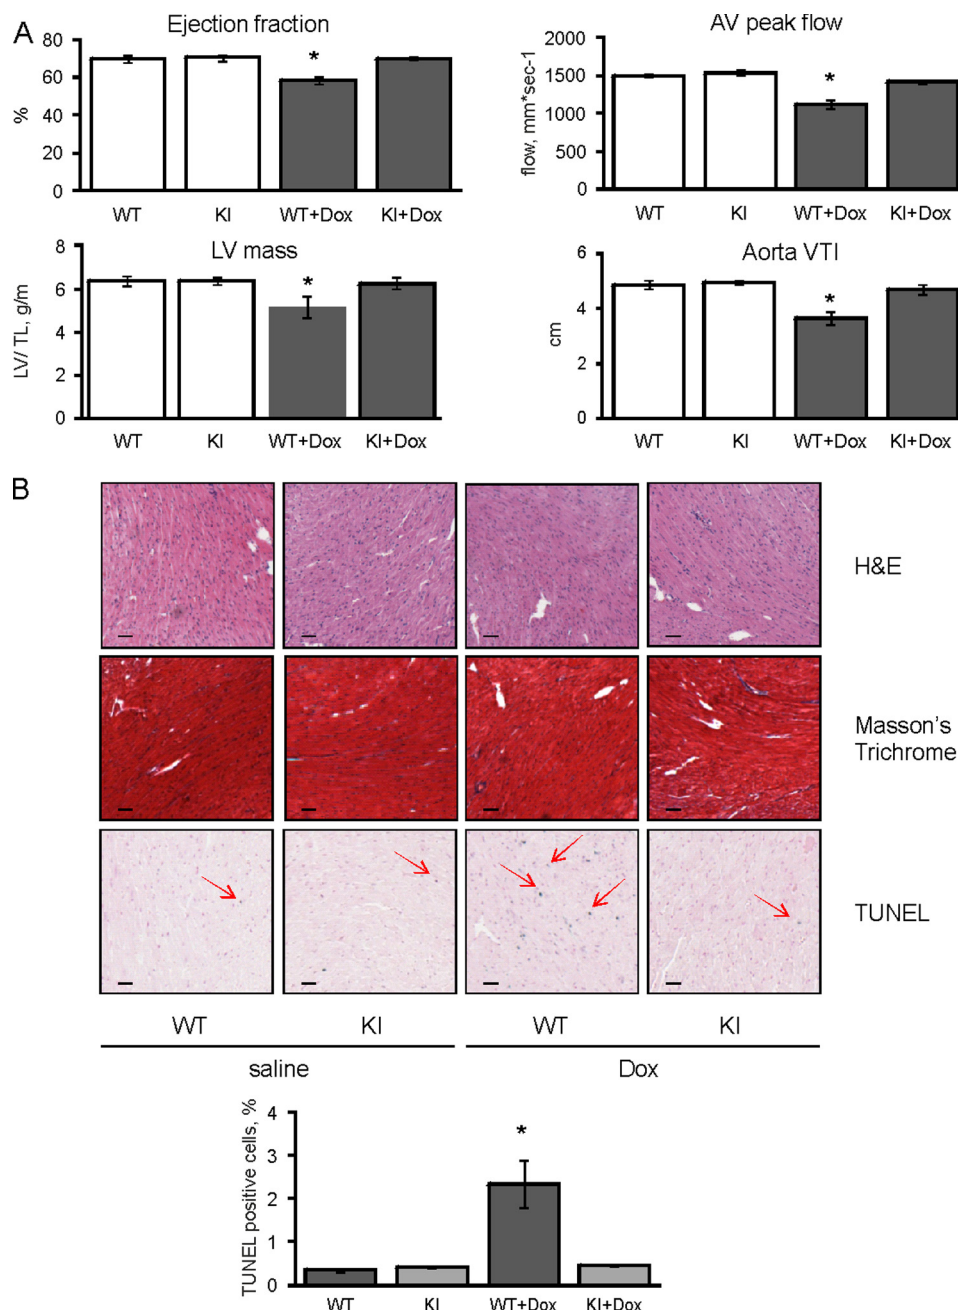 A
Ejection fraction
80
60
40
20
0
%
*
WT KI WT+Dox KI+Dox
AV peak flow
2000
1500
1000
500
0
flow, mm*sec-1
*
WT KI WT+Dox KI+Dox
LV mass
8
6
4
2
0
LV/ TL, g/m
*
WT KI WT+Dox KI+Dox
Aorta VTI
6
4
2
0
cm
*
WT KI WT+Dox KI+Dox
B
H&E
Masson's
Trichrome
TUNEL
WT KI WT KI
saline Dox
4
3
2
1
0
TUNEL positive cells, %
*
WT KI WT+Dox KI+Dox